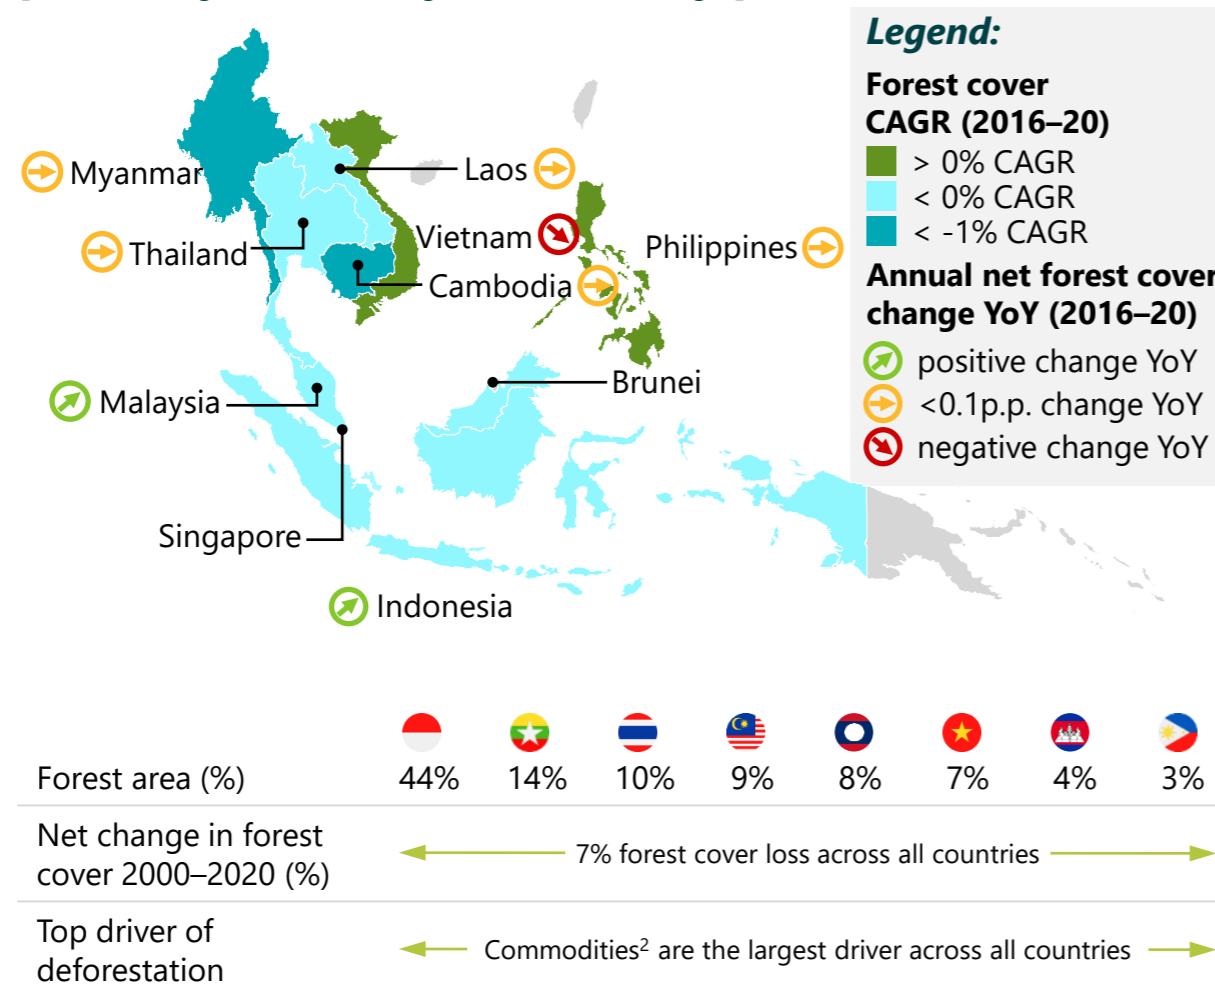 Legend:
Forest cover
CAGR (2016–20)
> 0% CAGR
< 0% CAGR
< -1% CAGR
Annual net forest cover
change YoY (2016–20)
positive change YoY
<0.1p.p. change YoY
negative change YoY
Myanmar
Laos
Thailand
Vietnam
Philippines
Cambodia
Malaysia
Brunei
Singapore
Indonesia
Forest area (%) 44% 14% 10% 9% 8% 7% 4% 3%
Net change in forest
cover 2000–2020 (%)
7% forest cover loss across all countries
Top driver of
deforestation
Commodities² are the largest driver across all countries